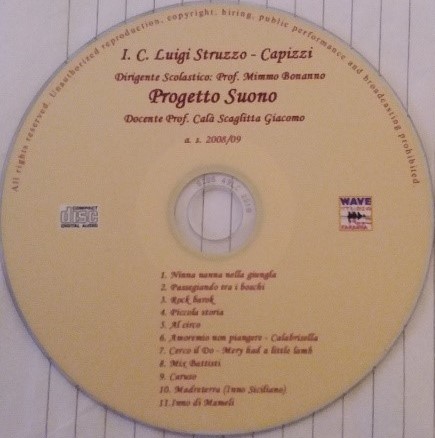 All rights reserved. Unauthorized reproduction, copyright, hiring, public performance and broadcasting prohibited
I. C. Luigi Struzzo - Capizzi
Dirigente Scolastico: Prof. Mimmo Bonanno
Progetto Suono
Docente Prof. Calà Scaglitta Giacomo
a. s. 2008/09
COMPACT
disc
DIGITAL AUDIO
WAVE
1. Ninna nanna nella giungla
2. Passegiando tra i boschi
3. Rock barok
4. Piccola storia
5. Al circo
6. Amoremio non piangere - Calabrisella
7. Cerco il Do - Mery had a little lamb
8. Mix Battisti
9. Caruso
10. Madreterra (Inno Siciliano)
11. Inno di Mameli